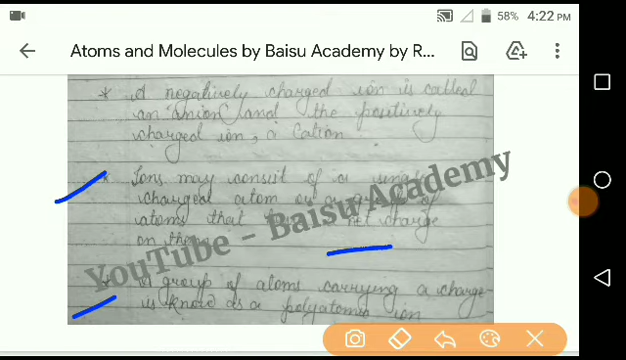 58% 4:22 PM
Atoms and Molecules by Baisu Academy by R...
* A negatively charged ion is called
an anion and the positively
charged ion, a Cation.
* Ions may consist of a single
charged atom or a group of
atoms that have a net charge
on them.
YouTube - Baisu Academy
* A group of atoms carrying a charge
is know as a polyatomic ion